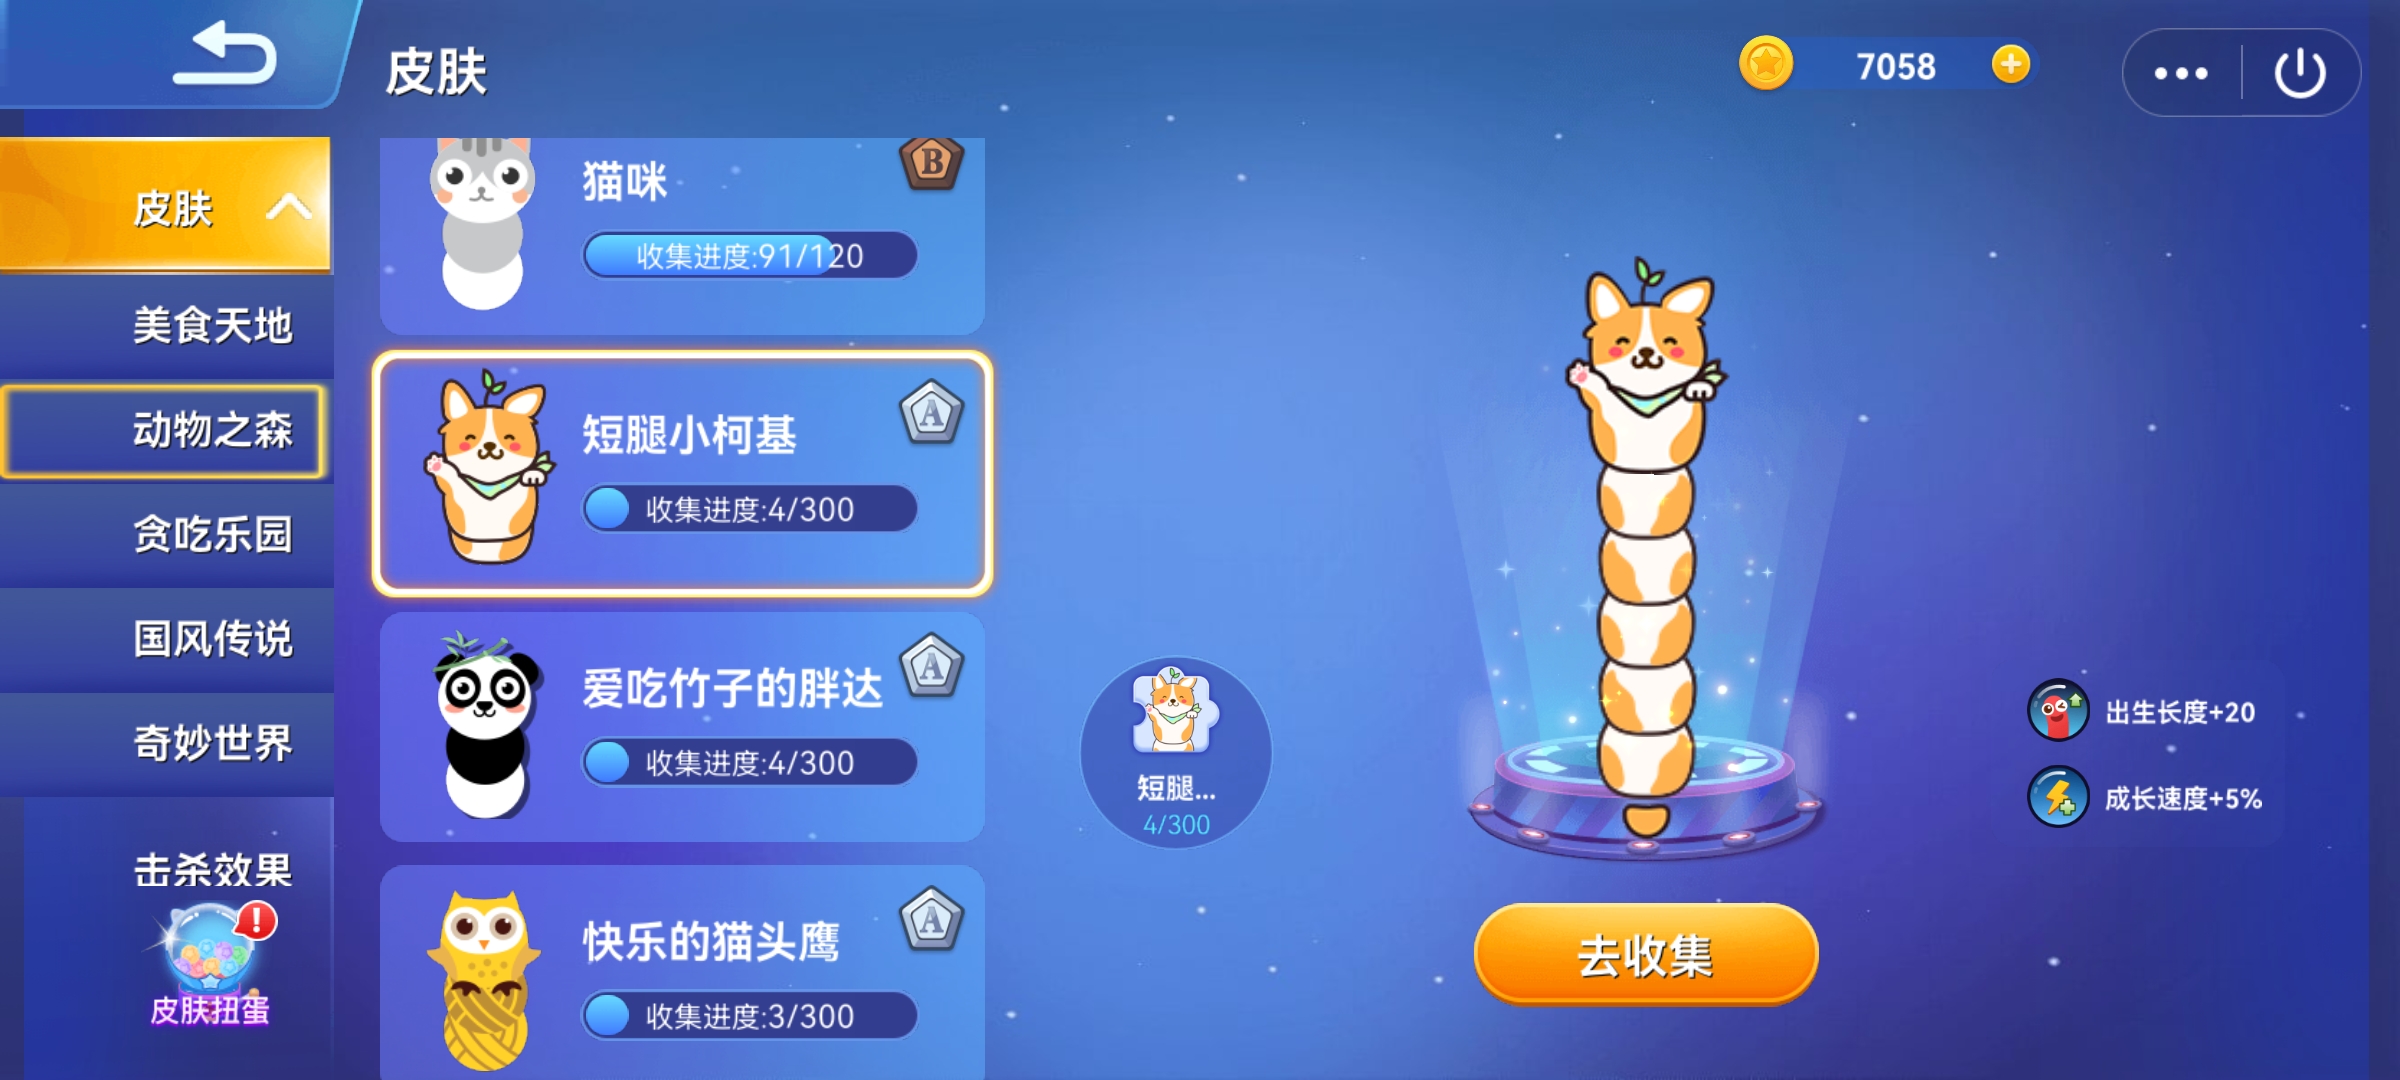 皮肤
7058
皮肤
美食天地
动物之森
贪吃乐园
国风传说
奇妙世界
击杀效果
!
皮肤扭蛋
猫咪
B
收集进度:91/120
短腿小柯基
A
收集进度:4/300
爱吃竹子的胖达
A
收集进度:4/300
快乐的猫头鹰
A
收集进度:3/300
短腿...
4/300
出生长度+20
成长速度+5%
去收集